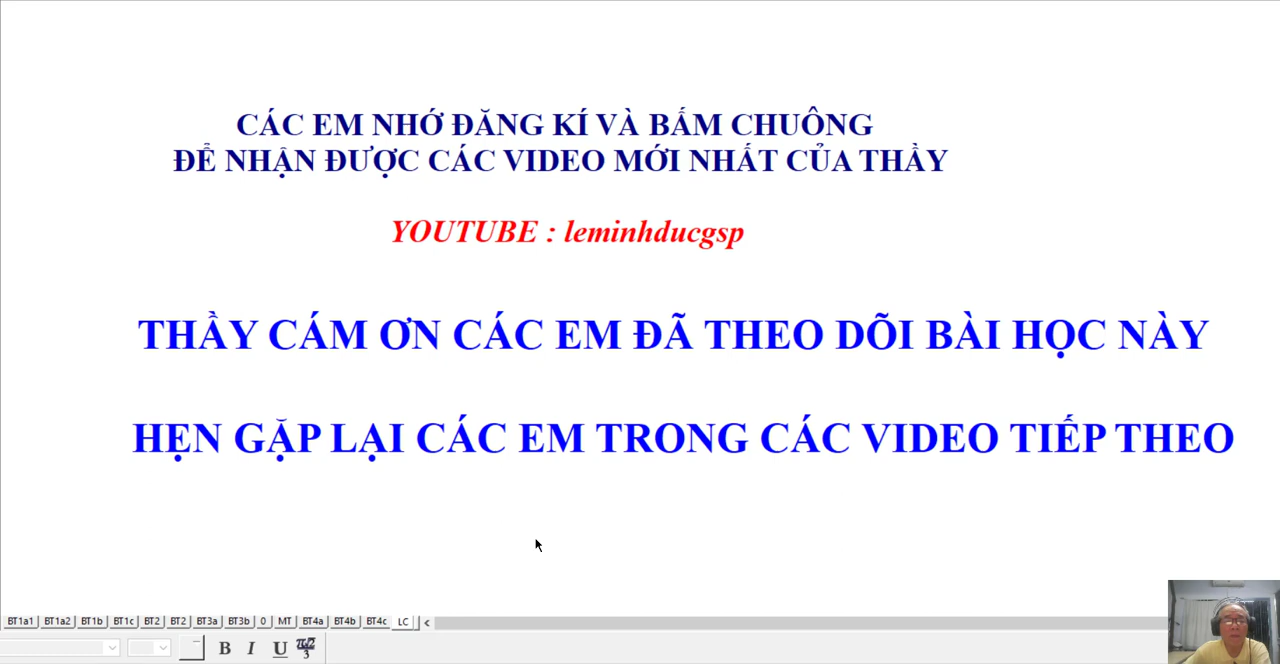 CÁC EM NHỚ ĐĂNG KÍ VÀ BẤM CHUÔNG
ĐỂ NHẬN ĐƯỢC CÁC VIDEO MỚI NHẤT CỦA THẦY
YOUTUBE : leminhducgsp
THẦY CÁM ƠN CÁC EM ĐÃ THEO DÕI BÀI HỌC NÀY
HẸN GẶP LẠI CÁC EM TRONG CÁC VIDEO TIẾP THEO
BT1a1 BT1a2 BT1b BT1c BT2 BT2 BT3a BT3b 0 MT BT4a BT4b BT4c LC
B I U